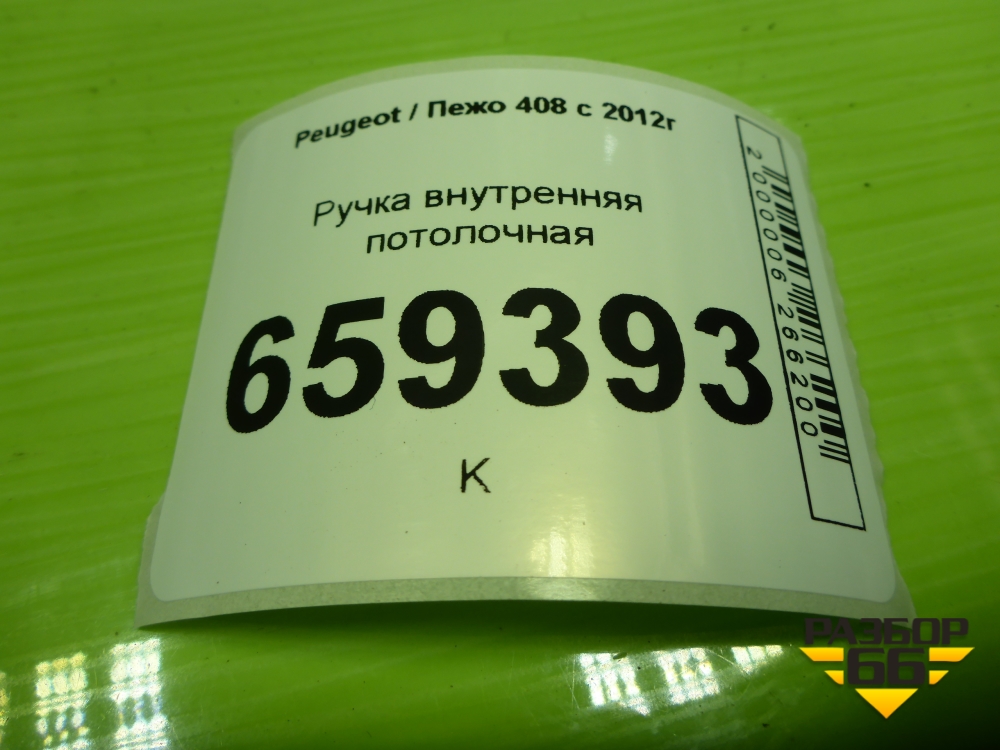 Peugeot / Пежо 408 с 2012г
Ручка внутренняя
потолочная
659393
К
2000006266200
РАЗБОР
66